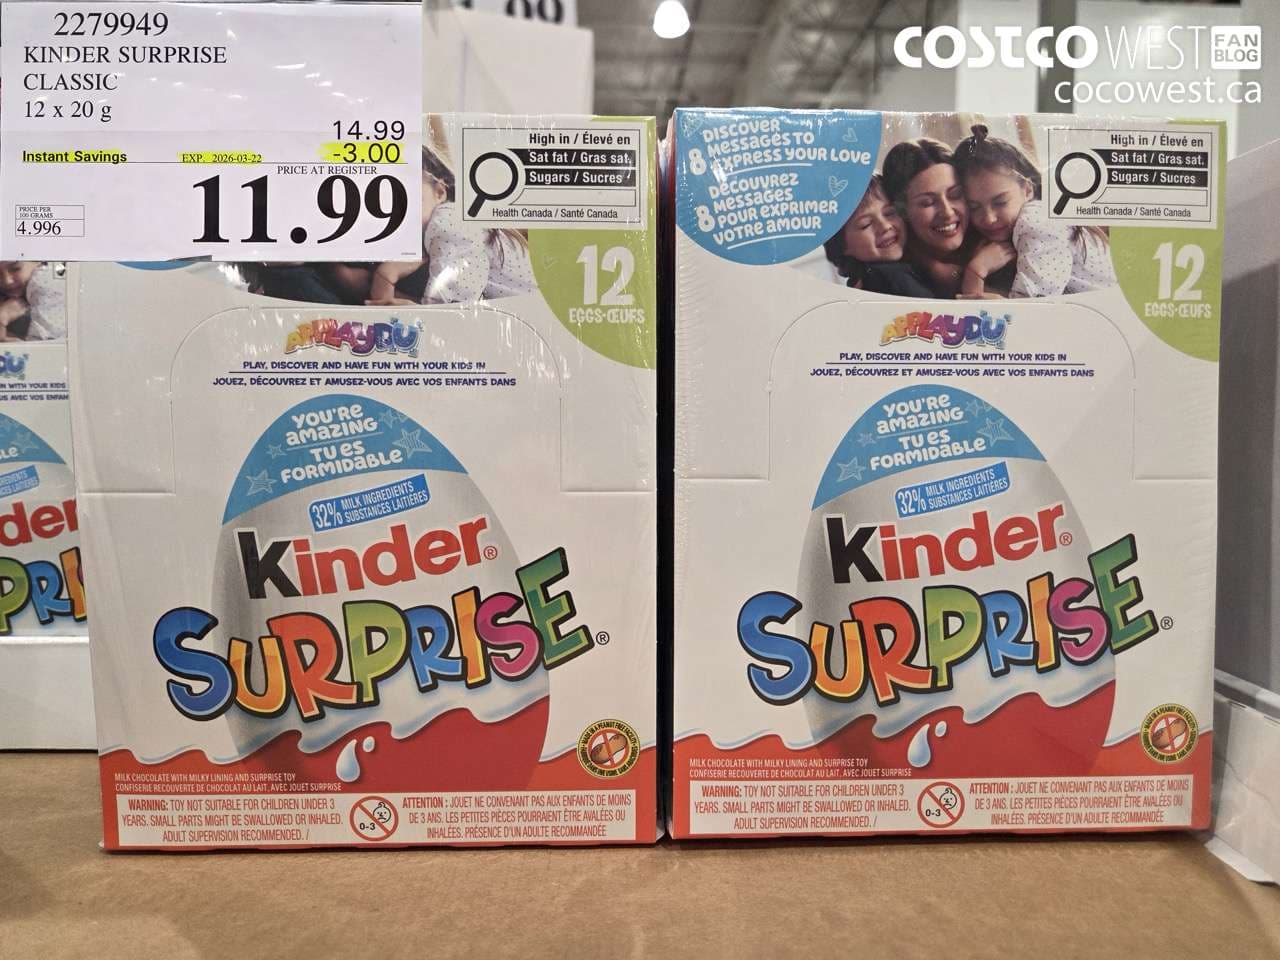 2279949
KINDER SURPRISE
CLASSIC
12 x 20 g
14.99
Instant Savings EXP. 2026-03-22 -3.00
PRICE AT REGISTER
11.99
PRICE PER
100 GRAMS
4.996
COSTCO WEST FAN BLOG
cocowest.ca
High in / Élevé en
Sat fat / Gras sat.
Sugars / Sucres
Health Canada / Santé Canada
12
EGGS-ŒUFS
APPLAYDU
PLAY, DISCOVER AND HAVE FUN WITH YOUR KIDS IN
JOUEZ, DÉCOUVREZ ET AMUSEZ-VOUS AVEC VOS ENFANTS DANS
YOU'RE
AMAZING
TU ES
FORMIDABLE
32% MILK INGREDIENTS
SUBSTANCES LAITIÈRES
Kinder®
SURPRISE®
MILK CHOCOLATE WITH MILKY LINING AND SURPRISE TOY
CONFISERIE RECOUVERTE DE CHOCOLAT AU LAIT, AVEC JOUET SURPRISE
WARNING: TOY NOT SUITABLE FOR CHILDREN UNDER 3
YEARS. SMALL PARTS MIGHT BE SWALLOWED OR INHALED.
ADULT SUPERVISION RECOMMENDED. /
0-3
ATTENTION : JOUET NE CONVENANT PAS AUX ENFANTS DE MOINS
DE 3 ANS. LES PETITES PIÈCES POURRAIENT ÊTRE AVALÉES OU
INHALÉES. PRÉSENCE D'UN ADULTE RECOMMANDÉE
DISCOVER
8 MESSAGES TO
EXPRESS YOUR LOVE
DÉCOUVREZ
8 MESSAGES
POUR EXPRIMER
VOTRE AMOUR
High in / Élevé en
Sat fat / Gras sat.
Sugars / Sucres
Health Canada / Santé Canada
12
EGGS-ŒUFS
APPLAYDU
PLAY, DISCOVER AND HAVE FUN WITH YOUR KIDS IN
JOUEZ, DÉCOUVREZ ET AMUSEZ-VOUS AVEC VOS ENFANTS DANS
YOU'RE
AMAZING
TU ES
FORMIDABLE
32% MILK INGREDIENTS
SUBSTANCES LAITIÈRES
Kinder®
SURPRISE®
MILK CHOCOLATE WITH MILKY LINING AND SURPRISE TOY
CONFISERIE RECOUVERTE DE CHOCOLAT AU LAIT, AVEC JOUET SURPRISE
WARNING: TOY NOT SUITABLE FOR CHILDREN UNDER 3
YEARS. SMALL PARTS MIGHT BE SWALLOWED OR INHALED.
ADULT SUPERVISION RECOMMENDED. /
0-3
ATTENTION : JOUET NE CONVENANT PAS AUX ENFANTS DE MOINS
DE 3 ANS. LES PETITES PIÈCES POURRAIENT ÊTRE AVALÉES OU
INHALÉES. PRÉSENCE D'UN ADULTE RECOMMANDÉE